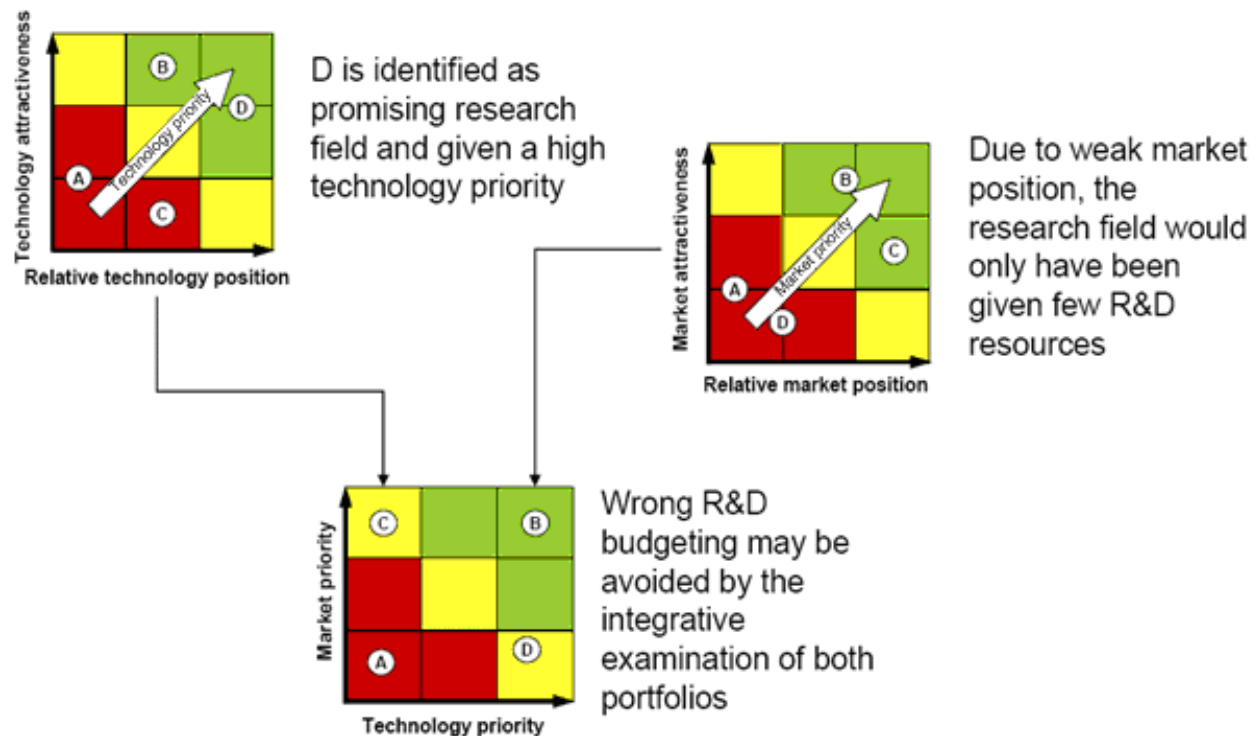 Technology attractiveness
B
D
A
C
Technology priority
Relative technology position
D is identified as
promising research
field and given a high
technology priority
Market attractiveness
B
C
A
D
Market priority
Relative market position
Due to weak market
position, the
research field would
only have been
given few R&D
resources
Market priority
C
B
A
D
Technology priority
Wrong R&D
budgeting may be
avoided by the
integrative
examination of both
portfolios